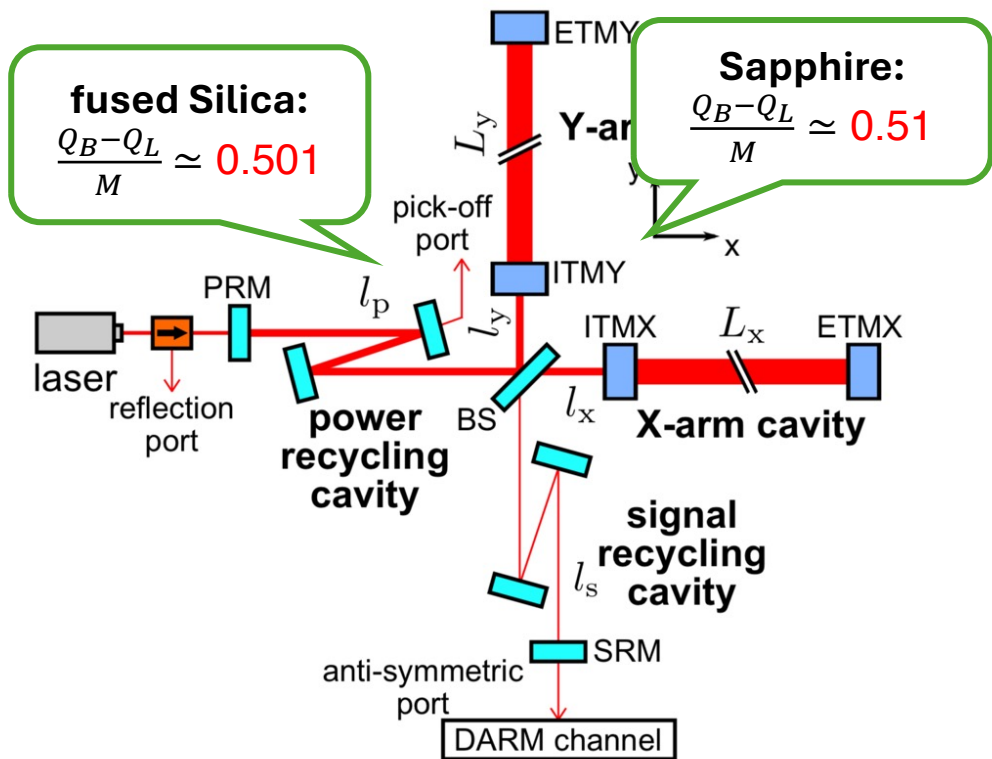 ETMY
fused Silica:
Q_B−Q_L / M ≃ 0.501
Sapphire:
Q_B−Q_L / M ≃ 0.51
L_y
Y-ar
y
x
pick-off
port
PRM
l_p
ITMY
l_y
ITMX
L_x
ETMX
laser
reflection
port
power
recycling
cavity
BS
l_x
X-arm cavity
signal
recycling
cavity
l_s
SRM
anti-symmetric
port
DARM channel